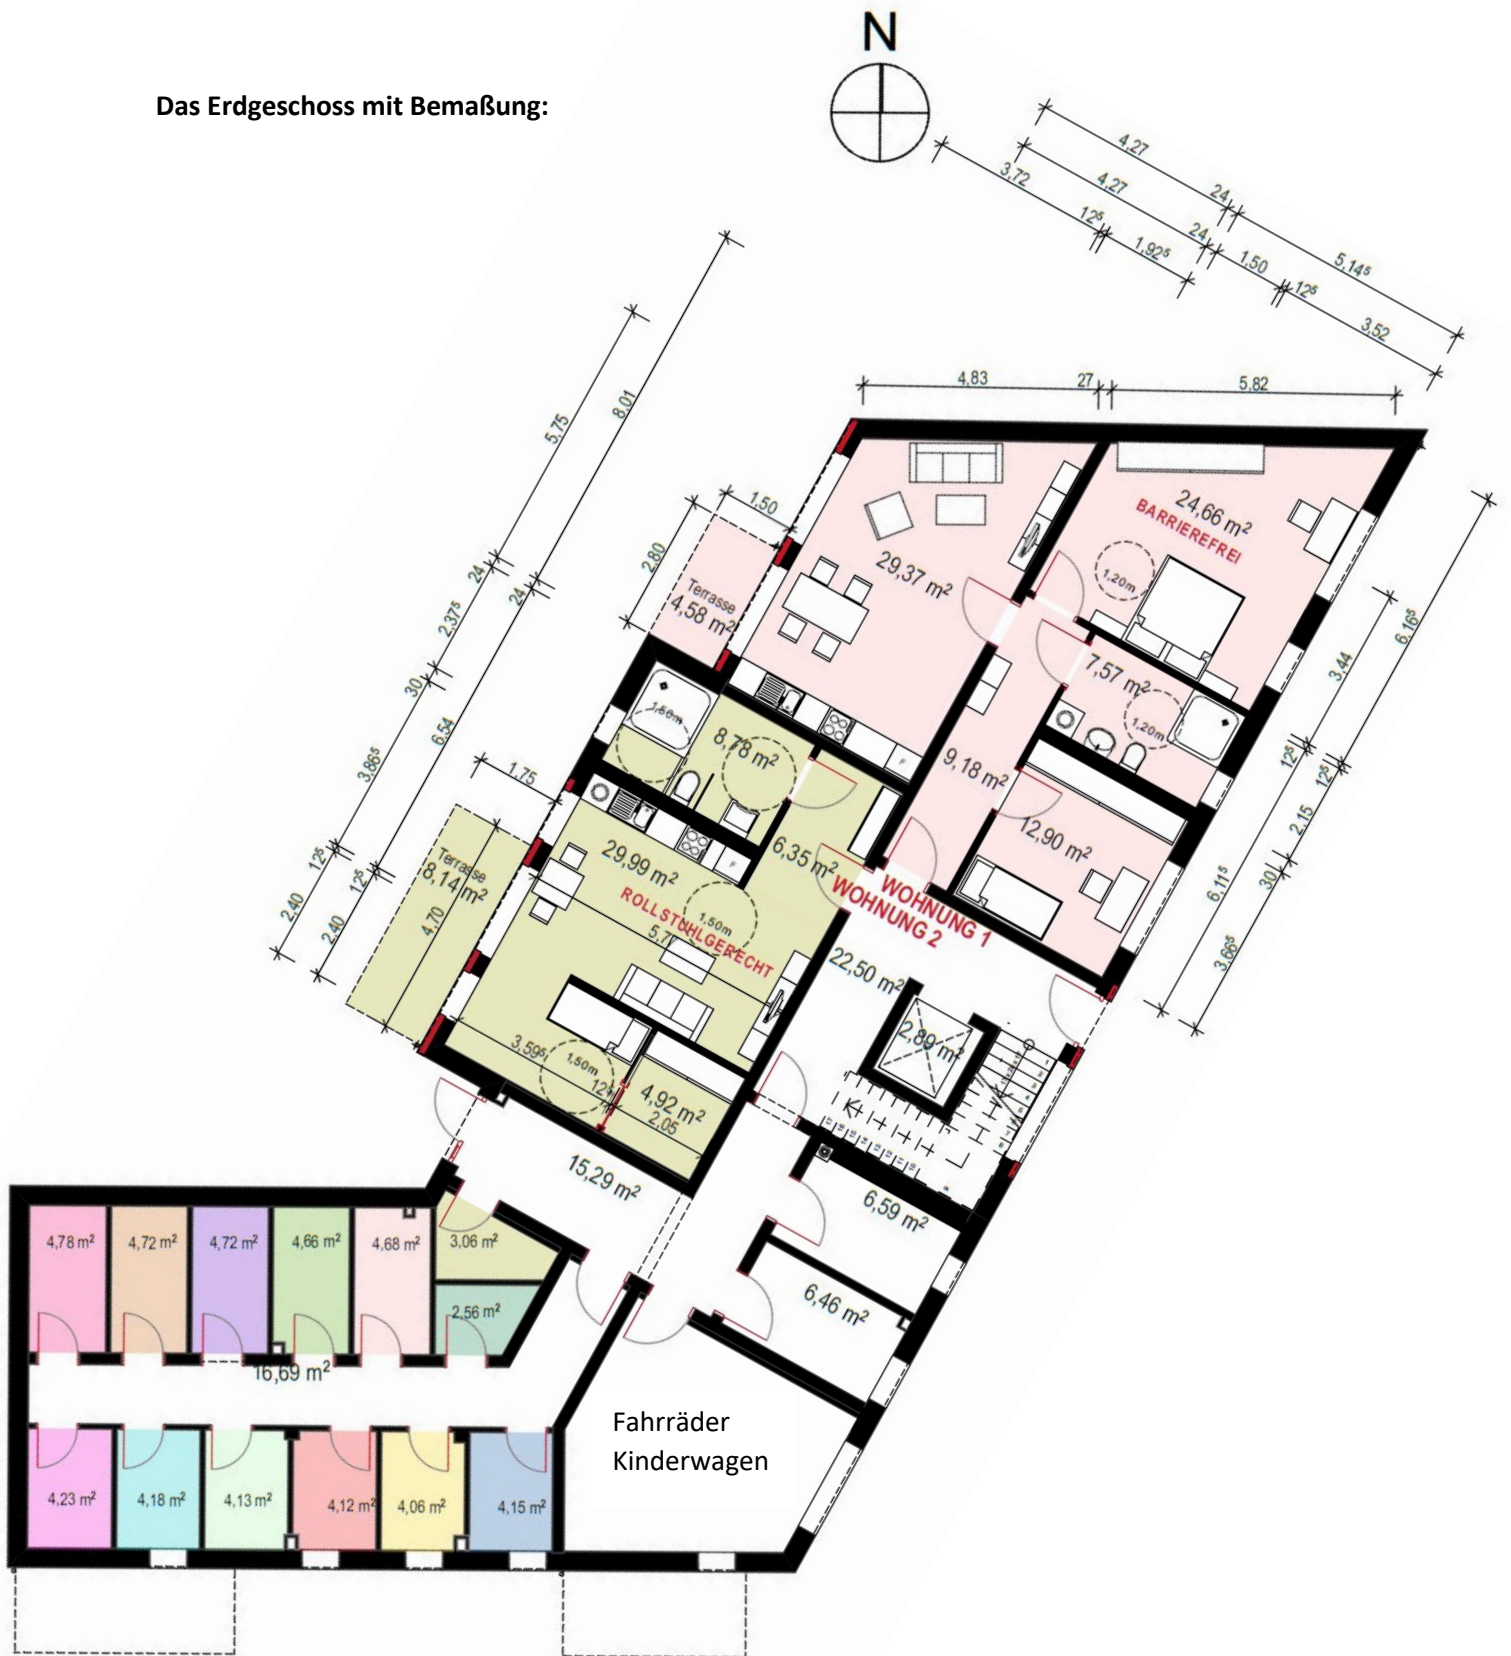 N
Das Erdgeschoss mit Bemaßung:
4,27
24
5,14⁵
4,27
24
1,50
12⁵
3,52
3,72
12⁵
1,92⁵
4,83
27
5,82
8,01
24
6,54
12⁵
2,40
5,75
24
2,37⁵
30
3,86⁵
12⁵
2,40
1,50
2,80
Terrasse
4,58 m²
29,37 m²
24,66 m²
BARRIEREFREI
1,20m
7,57 m²
1,20m
9,18 m²
12,90 m²
6,16⁵
12⁵
2,15
30
3,66⁵
3,44
12⁵
6,11⁵
1,50m
8,78 m²
1,75
6,35 m²
29,99 m²
ROLLSTUHLGERECHT
1,50m
Terrasse
8,14 m²
4,70
WOHNUNG 1
WOHNUNG 2
22,50 m²
2,89 m²
3,59⁵
1,50m
4,92 m²
2,05
15,29 m²
6,59 m²
6,46 m²
4,78 m²
4,72 m²
4,72 m²
4,66 m²
4,68 m²
3,06 m²
2,56 m²
16,69 m²
4,23 m²
4,18 m²
4,13 m²
4,12 m²
4,06 m²
4,15 m²
Fahrräder
Kinderwagen